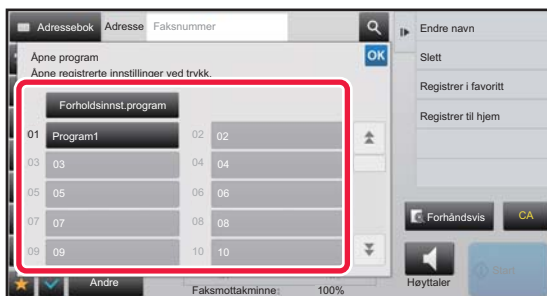 Adressebok Adresse Faksnummer
Endre navn
Åpne program OK
Slett
Åpne registrerte innstillinger ved trykk.
Registrer i favoritt
Forholdsinnst.program
Registrer til hjem
01 Program1 02 02
03 03 04 04
05 05 06 06
07 07 08 08
Forhåndsvis CA
09 09 10 10
Start
Andre
Høyttaler
Faksmottakminne: 100%